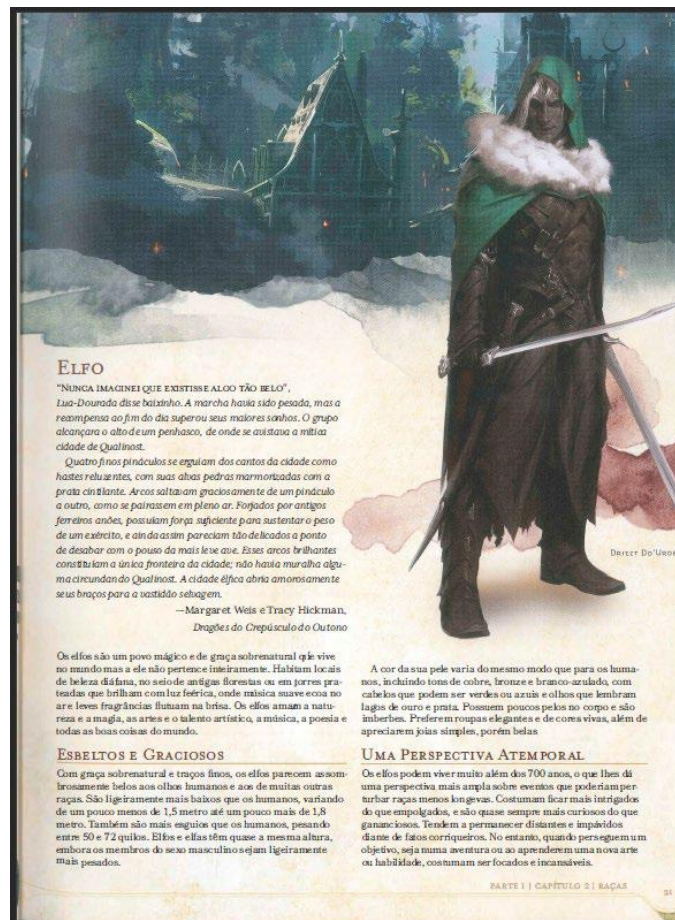 ELFO
"NUNCA IMAGINEI QUE EXISTISSE ALGO TÃO BELO",
Lua-Dourada disse baixinho. A marcha havia sido pesada, mas a
recompensa ao fim do dia superou seus maiores sonhos. O grupo
alcançara o alto de um penhasco, de onde se avistava a mítica
cidade de Qualinost.
Quatro finos pináculos se erguiam dos cantos da cidade como
hastes reluzentes, com suas alvas pedras marmorizadas com a
prata cintilante. Arcos saltavam graciosamente de um pináculo
a outro, como se pairassem em pleno ar. Forjados por antigos
ferreiros anões, possuíam força suficiente para sustentar o peso
de um exército, e ainda assim pareciam tão delicados a ponto
de desabar com o pouso da mais leve ave. Esses arcos brilhantes
constituíam a única fronteira da cidade; não havia muralha algu-
ma circundando Qualinost. A cidade élfica abria amorosamente
seus braços para a vastidão selvagem.
—Margaret Weis e Tracy Hickman,
Dragões do Crepúsculo do Outono
DRIZZT DO'URDE
Os elfos são um povo mágico e de graça sobrenatural que vive
no mundo mas a ele não pertence inteiramente. Habitam locais
de beleza diáfana, no seio de antigas florestas ou em torres pra-
teadas que brilham com luz feérica, onde música suave ecoa no
ar e leves fragrâncias flutuam na brisa. Os elfos amam a natu-
reza e a magia, as artes e o talento artístico, a música, a poesia e
todas as boas coisas do mundo.
ESBELTOS E GRACIOSOS
Com graça sobrenatural e traços finos, os elfos parecem assom-
brosamente belos aos olhos humanos e aos de muitas outras
raças. São ligeiramente mais baixos que os humanos, variando
de um pouco menos de 1,5 metro até um pouco mais de 1,8
metro. Também são mais esguios que os humanos, pesando
entre 50 e 72 quilos. Elfos e elfas têm quase a mesma altura,
embora os membros do sexo masculino sejam ligeiramente
mais pesados.
A cor da sua pele varia do mesmo modo que para os huma-
nos, incluindo tons de cobre, bronze e branco-azulado, com
cabelos que podem ser verdes ou azuis e olhos que lembram
lagos de ouro e prata. Possuem poucos pelos no corpo e são
imberbes. Preferem roupas elegantes e de cores vivas, além de
apreciarem joias simples, porém belas
UMA PERSPECTIVA ATEMPORAL
Os elfos podem viver muito além dos 700 anos, o que lhes dá
uma perspectiva mais ampla sobre eventos que poderiam per-
turbar raças menos longevas. Costumam ficar mais intrigados
do que empolgados, e são quase sempre mais curiosos do que
gananciosos. Tendem a permanecer distantes e impávidos
diante de fatos corriqueiros. No entanto, quando perseguem um
objetivo, seja numa aventura ou ao aprenderem uma nova arte
ou habilidade, costumam ser focados e incansáveis.
PARTE 1 | CAPÍTULO 2 | RAÇAS